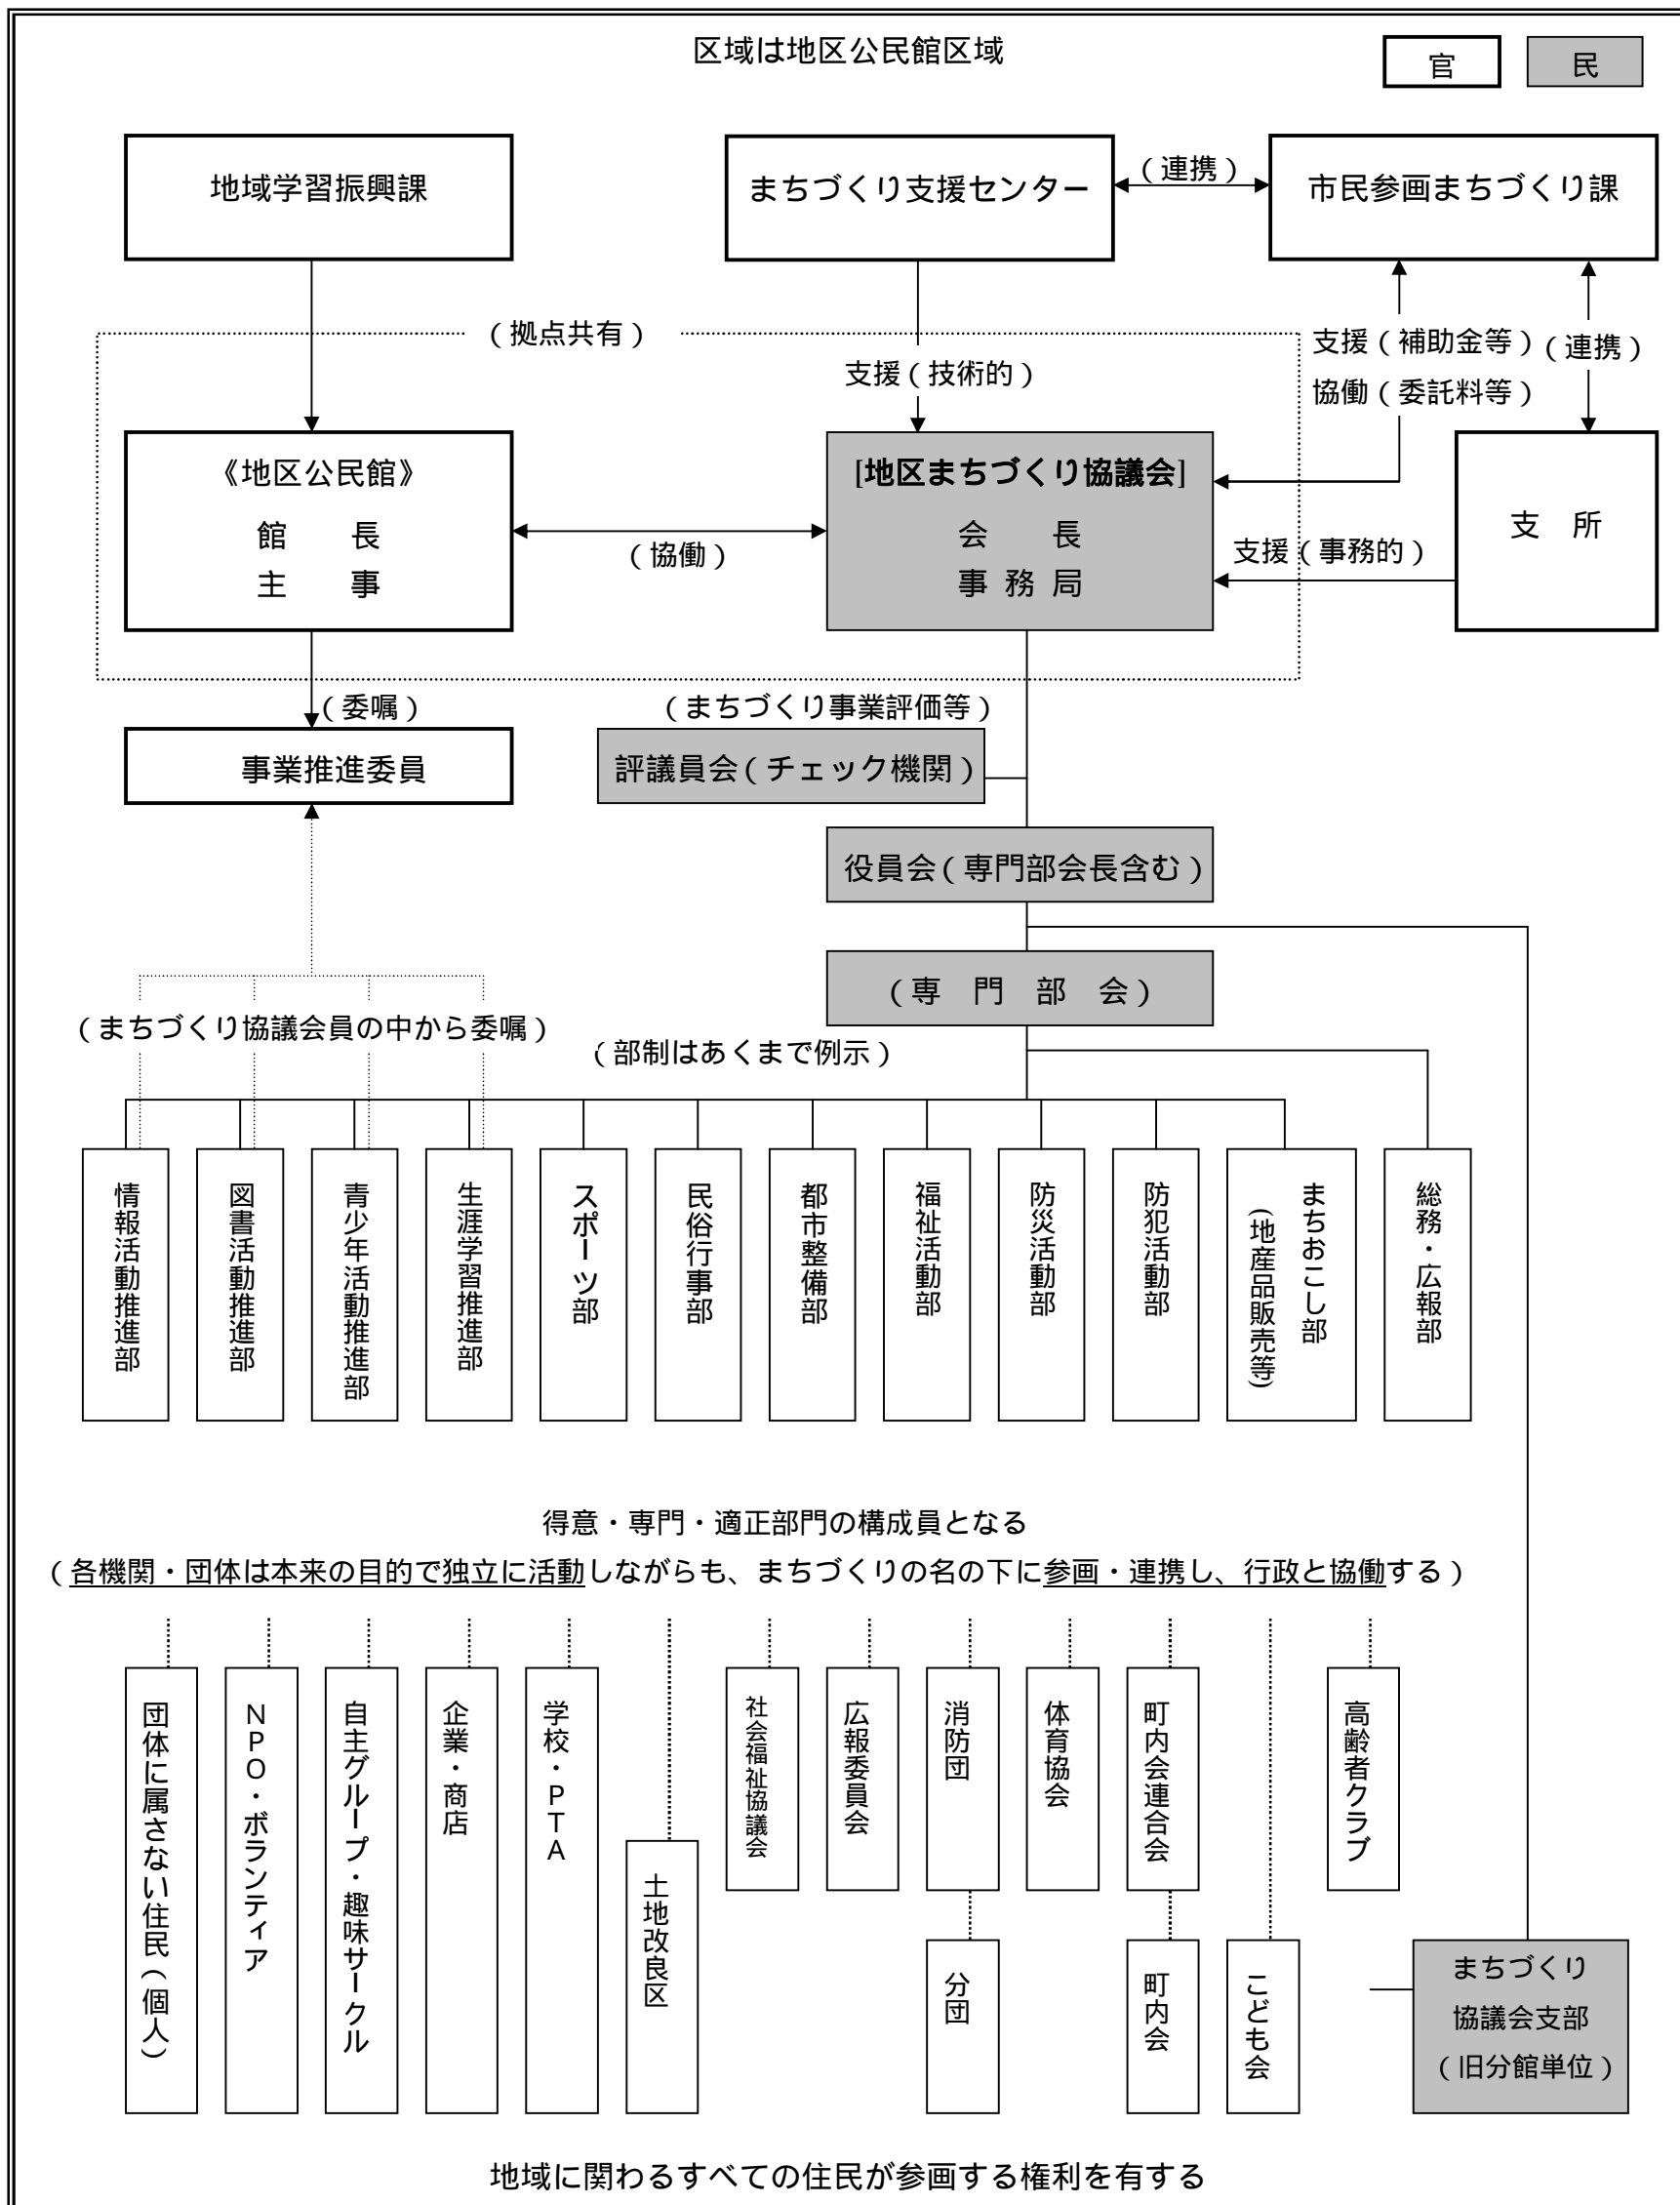 区域は地区公民館区域
官
民
地域学習振興課
まちづくり支援センター
（連携）
市民参画まちづくり課
（拠点共有）
支援（技術的）
支援（補助金等）
協働（委託料等）
（連携）
《地区公民館》
館　長
主　事
（協働）
[地区まちづくり協議会]
会　長
事務局
支援（事務的）
支　所
（委嘱）
（まちづくり事業評価等）
事業推進委員
評議員会（チェック機関）
役員会（専門部会長含む）
（専　門　部　会）
（まちづくり協議会員の中から委嘱）
（部制はあくまで例示）
情報活動推進部
図書活動推進部
青少年活動推進部
生涯学習推進部
スポーツ部
民俗行事部
都市整備部
福祉活動部
防災活動部
防犯活動部
まちおこし部
(地産品販売等)
総務・広報部
得意・専門・適正部門の構成員となる
（各機関・団体は本来の目的で独立に活動しながらも、まちづくりの名の下に参画・連携し、行政と協働する）
団体に属さない住民（個人）
ＮＰＯ・ボランティア
自主グループ・趣味サークル
企業・商店
学校・ＰＴＡ
土地改良区
社会福祉協議会
広報委員会
消防団
分団
体育協会
町内会連合会
町内会
こども会
高齢者クラブ
まちづくり
協議会支部
（旧分館単位）
地域に関わるすべての住民が参画する権利を有する